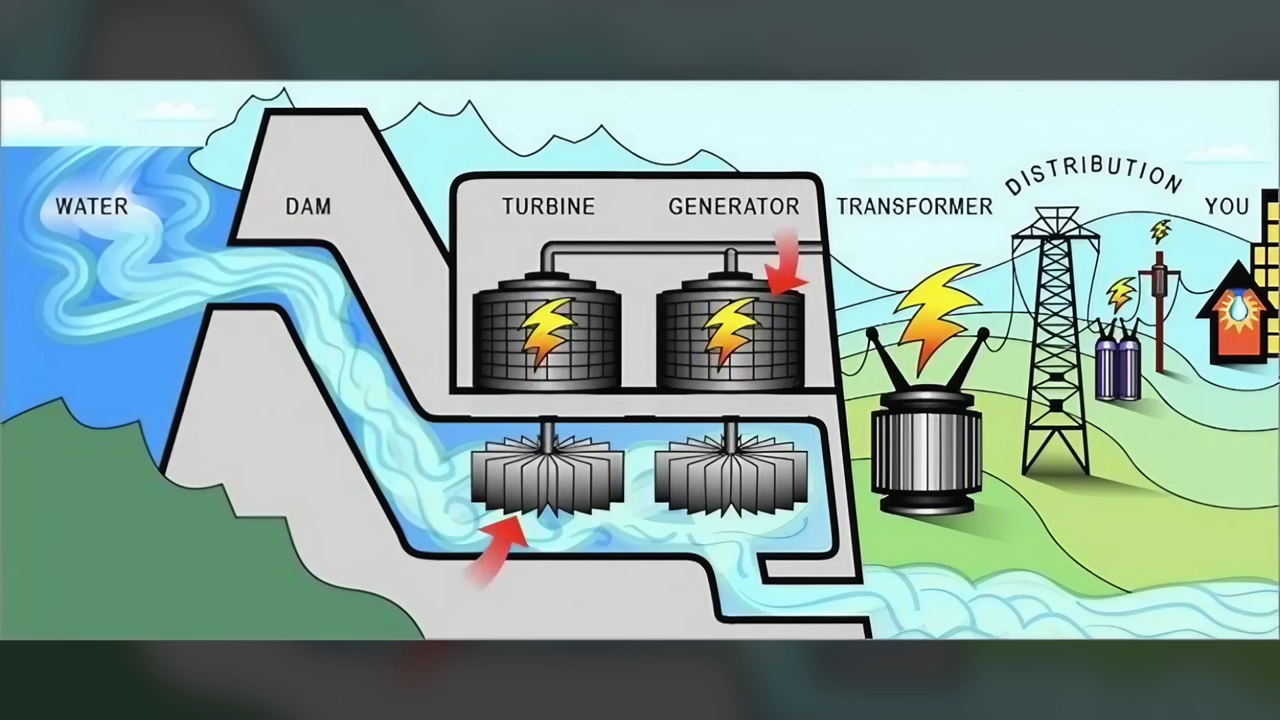 WATER
DAM
TURBINE
GENERATOR
TRANSFORMER
DISTRIBUTION
YOU